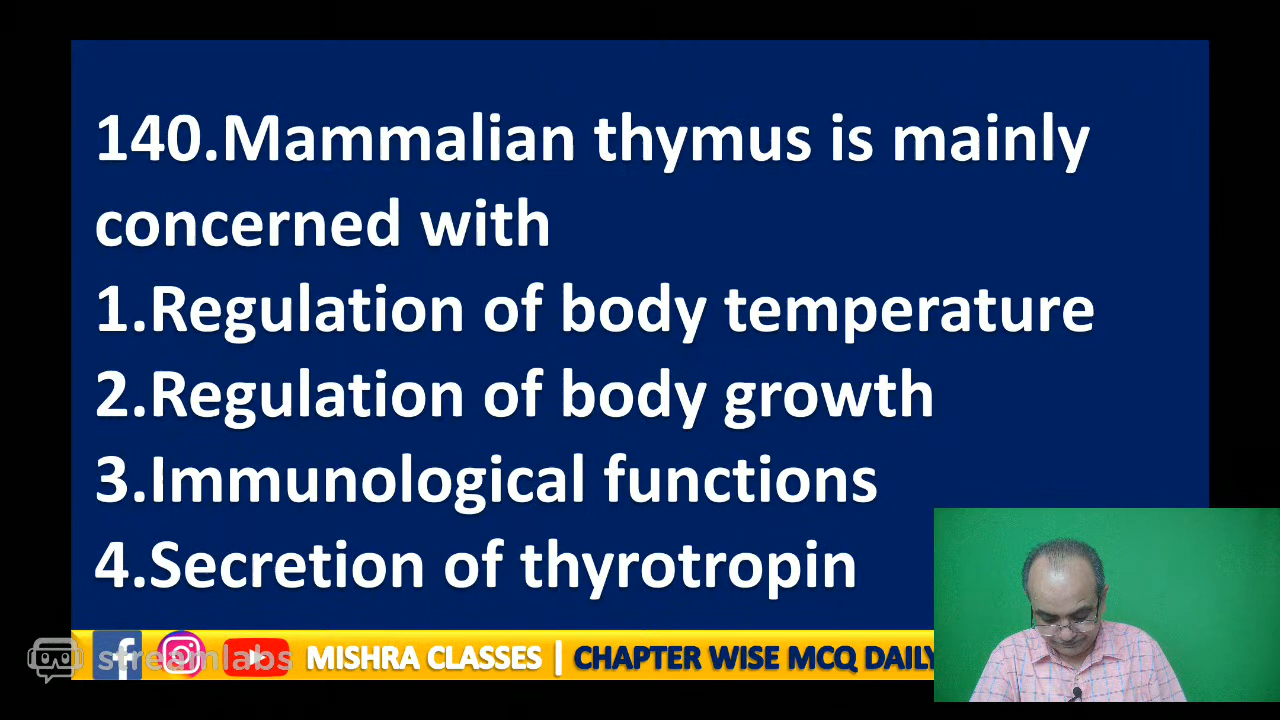 140.Mammalian thymus is mainly
concerned with
1.Regulation of body temperature
2.Regulation of body growth
3.Immunological functions
4.Secretion of thyrotropin
streamlabs
MISHRA CLASSES | CHAPTER WISE MCQ DAILY